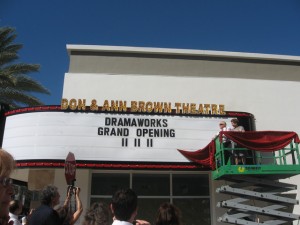 DON & ANN BROWN THEATRE
DRAMAWORKS
GRAND OPENING
11 11 11